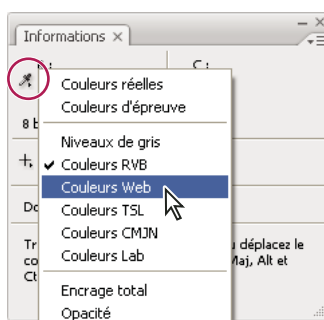 Informations ×
C :
Couleurs réelles
Couleurs d'épreuve
8 b
Niveaux de gris
Couleurs RVB
Couleurs Web
Couleurs TSL
Do
Couleurs CMJN
Tr
déplacez le
Couleurs Lab
co
Maj, Alt et
Ct
Encrage total
Opacité